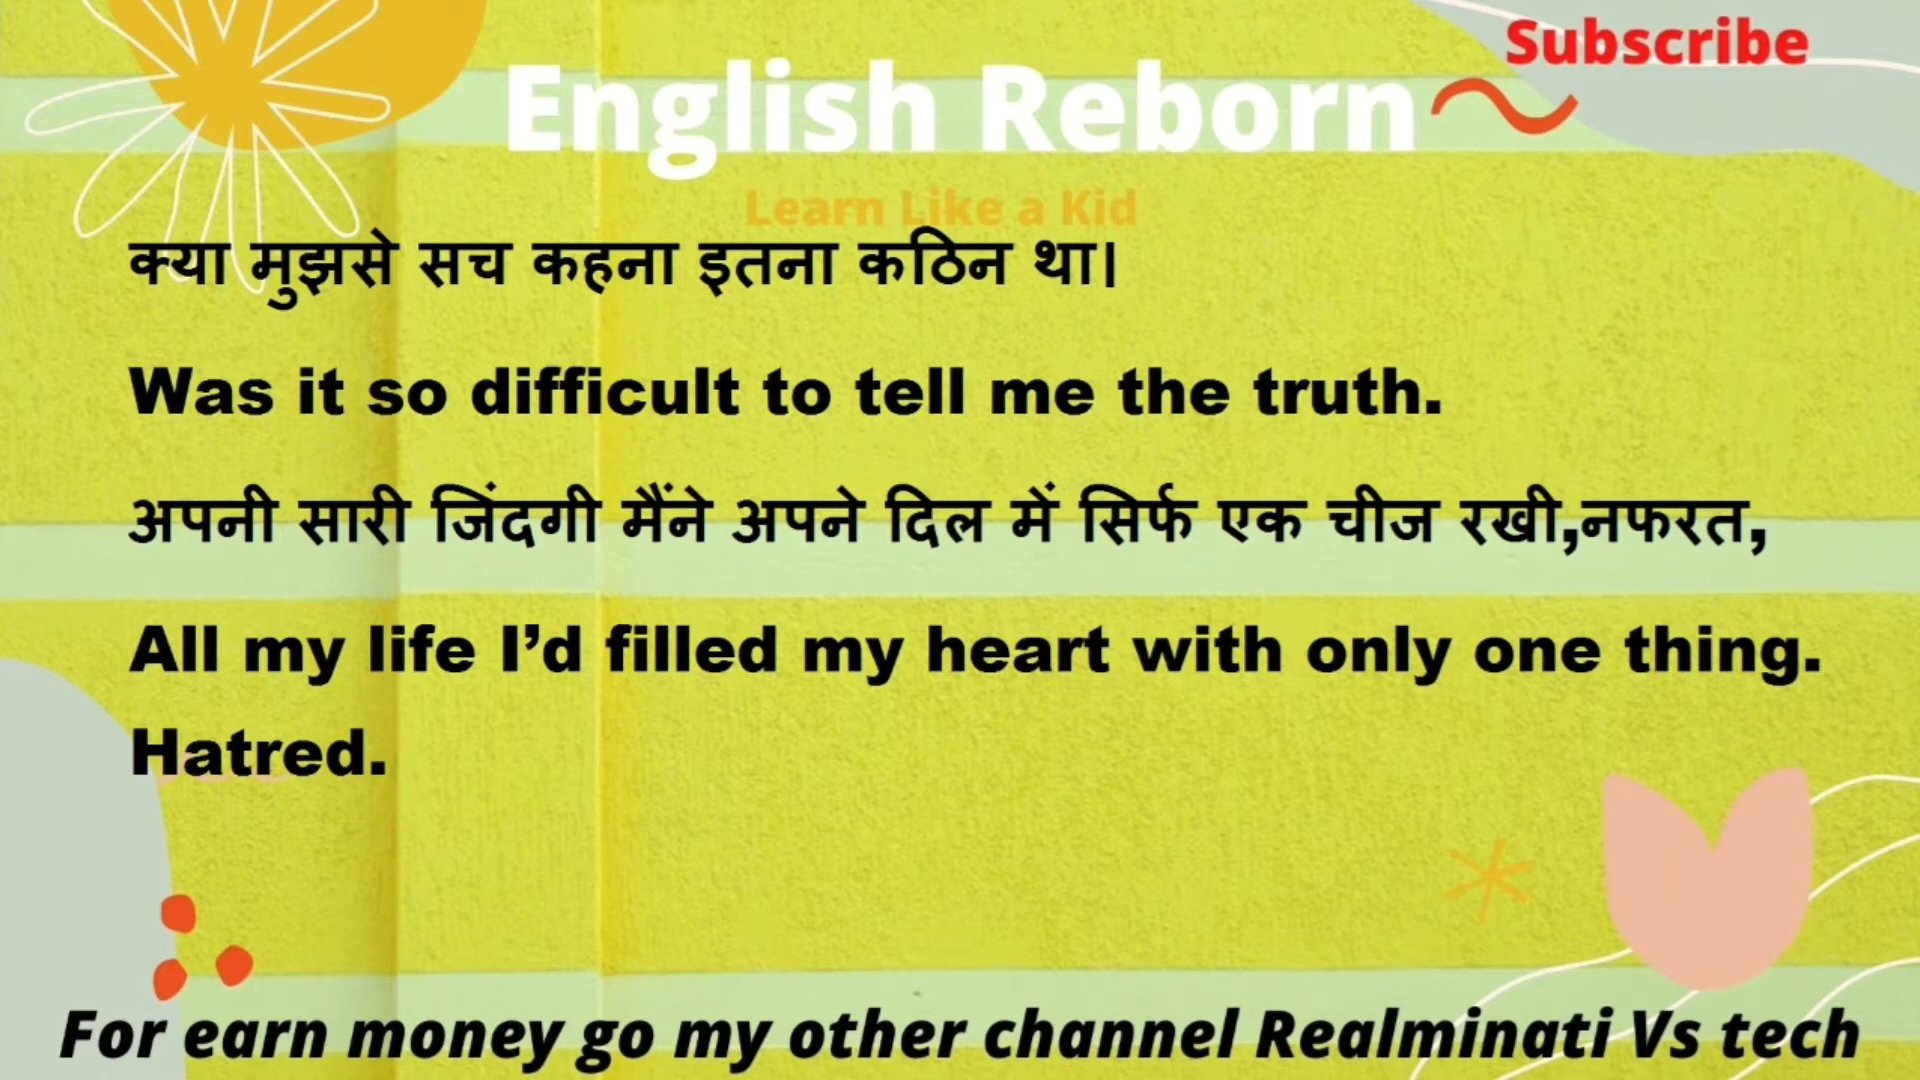 Subscribe
English Reborn
Learn Like a Kid
क्या मुझसे सच कहना इतना कठिन था।
Was it so difficult to tell me the truth.
अपनी सारी जिंदगी मैंने अपने दिल में सिर्फ एक चीज रखी,नफरत,
All my life I’d filled my heart with only one thing.
Hatred.
For earn money go my other channel Realminati Vs tech